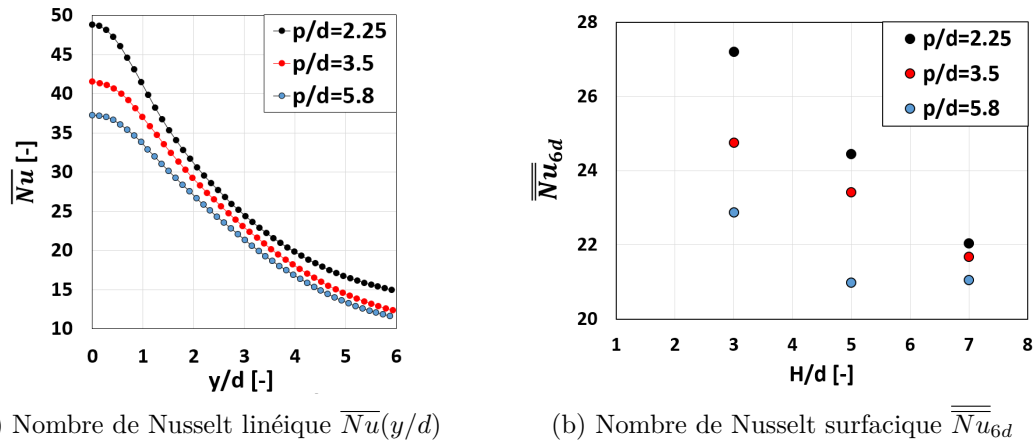 50
45
40
35
30
25
20
15
10
Nu [-]
p/d=2.25
p/d=3.5
p/d=5.8
0 1 2 3 4 5 6
y/d [-]
28
26
24
22
20
Nu6d
p/d=2.25
p/d=3.5
p/d=5.8
1 2 3 4 5 6 7 8
H/d [-]
) Nombre de Nusselt linéique Nu(y/d)
(b) Nombre de Nusselt surfacique Nu6d